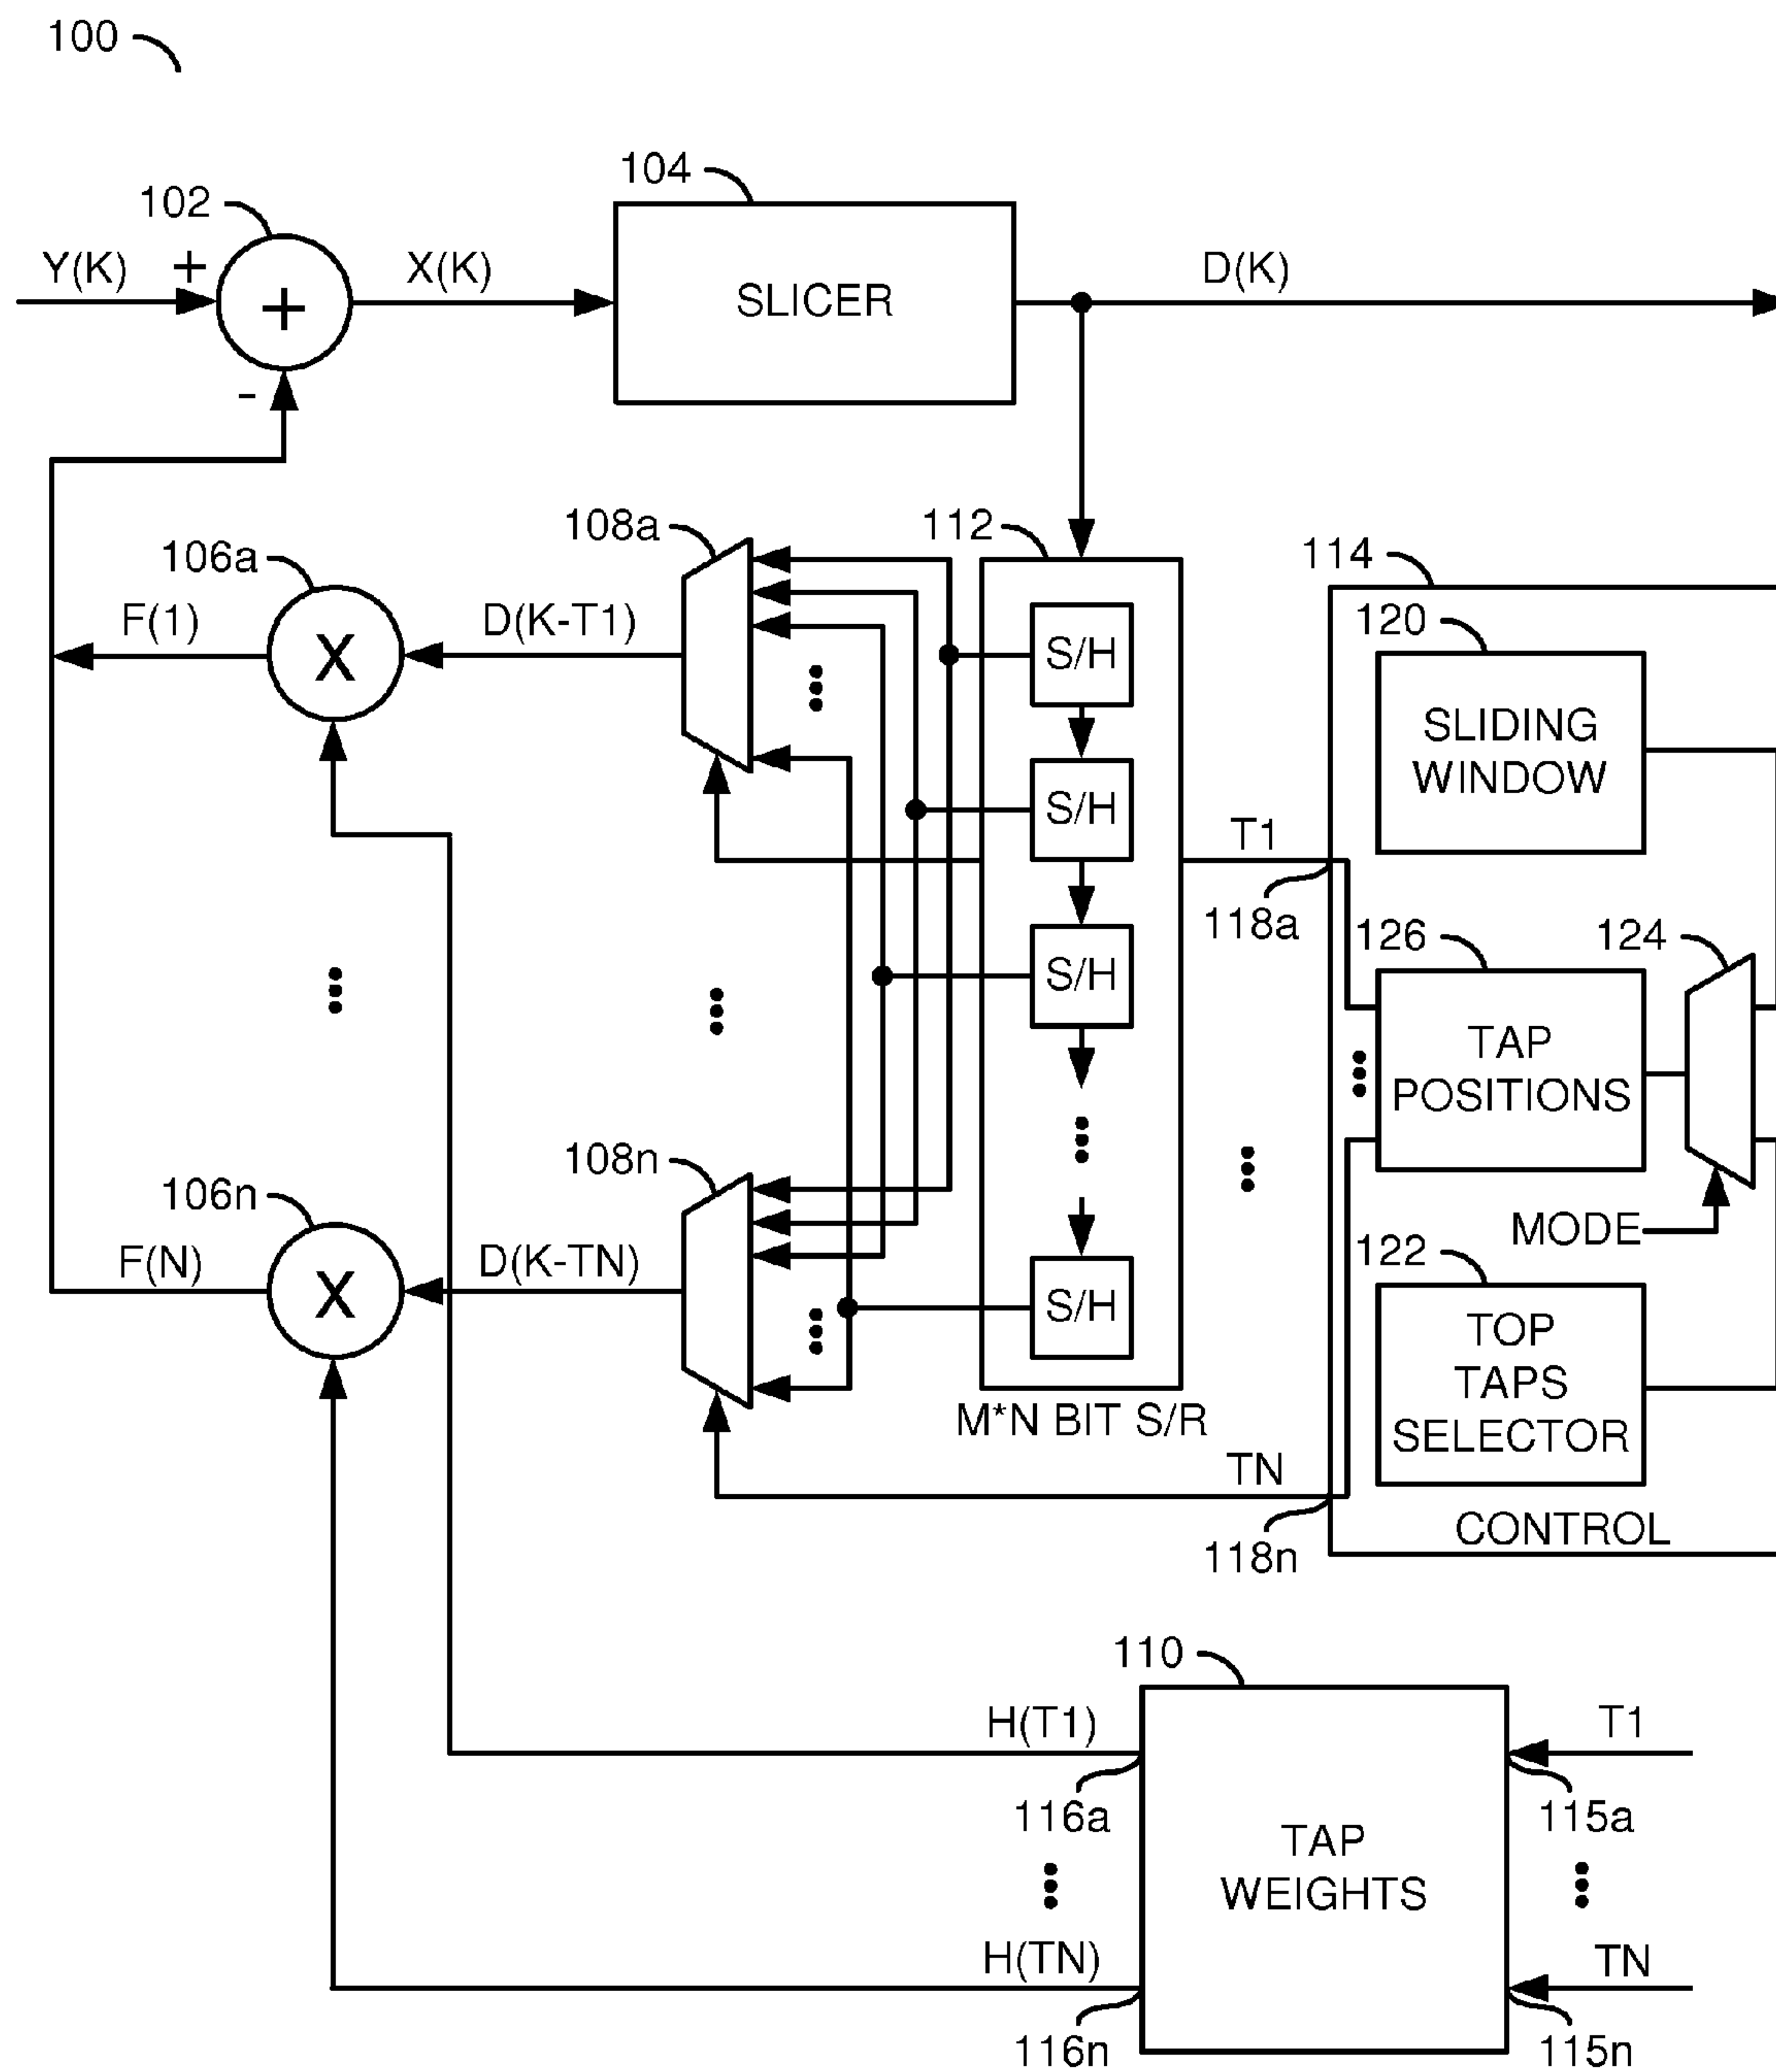 100
104
102
Y(K)
+
X(K)
SLICER
D(K)
+
-
108a
112
106a
114
F(1)
D(K-T1)
120
X
S/H
SLIDING
WINDOW
S/H
T1
118a
126
124
S/H
TAP
POSITIONS
108n
106n
MODE
122
F(N)
D(K-TN)
X
S/H
TOP
TAPS
SELECTOR
M*N BIT S/R
TN
CONTROL
118n
110
H(T1)
T1
116a
115a
TAP
WEIGHTS
H(TN)
TN
116n
115n